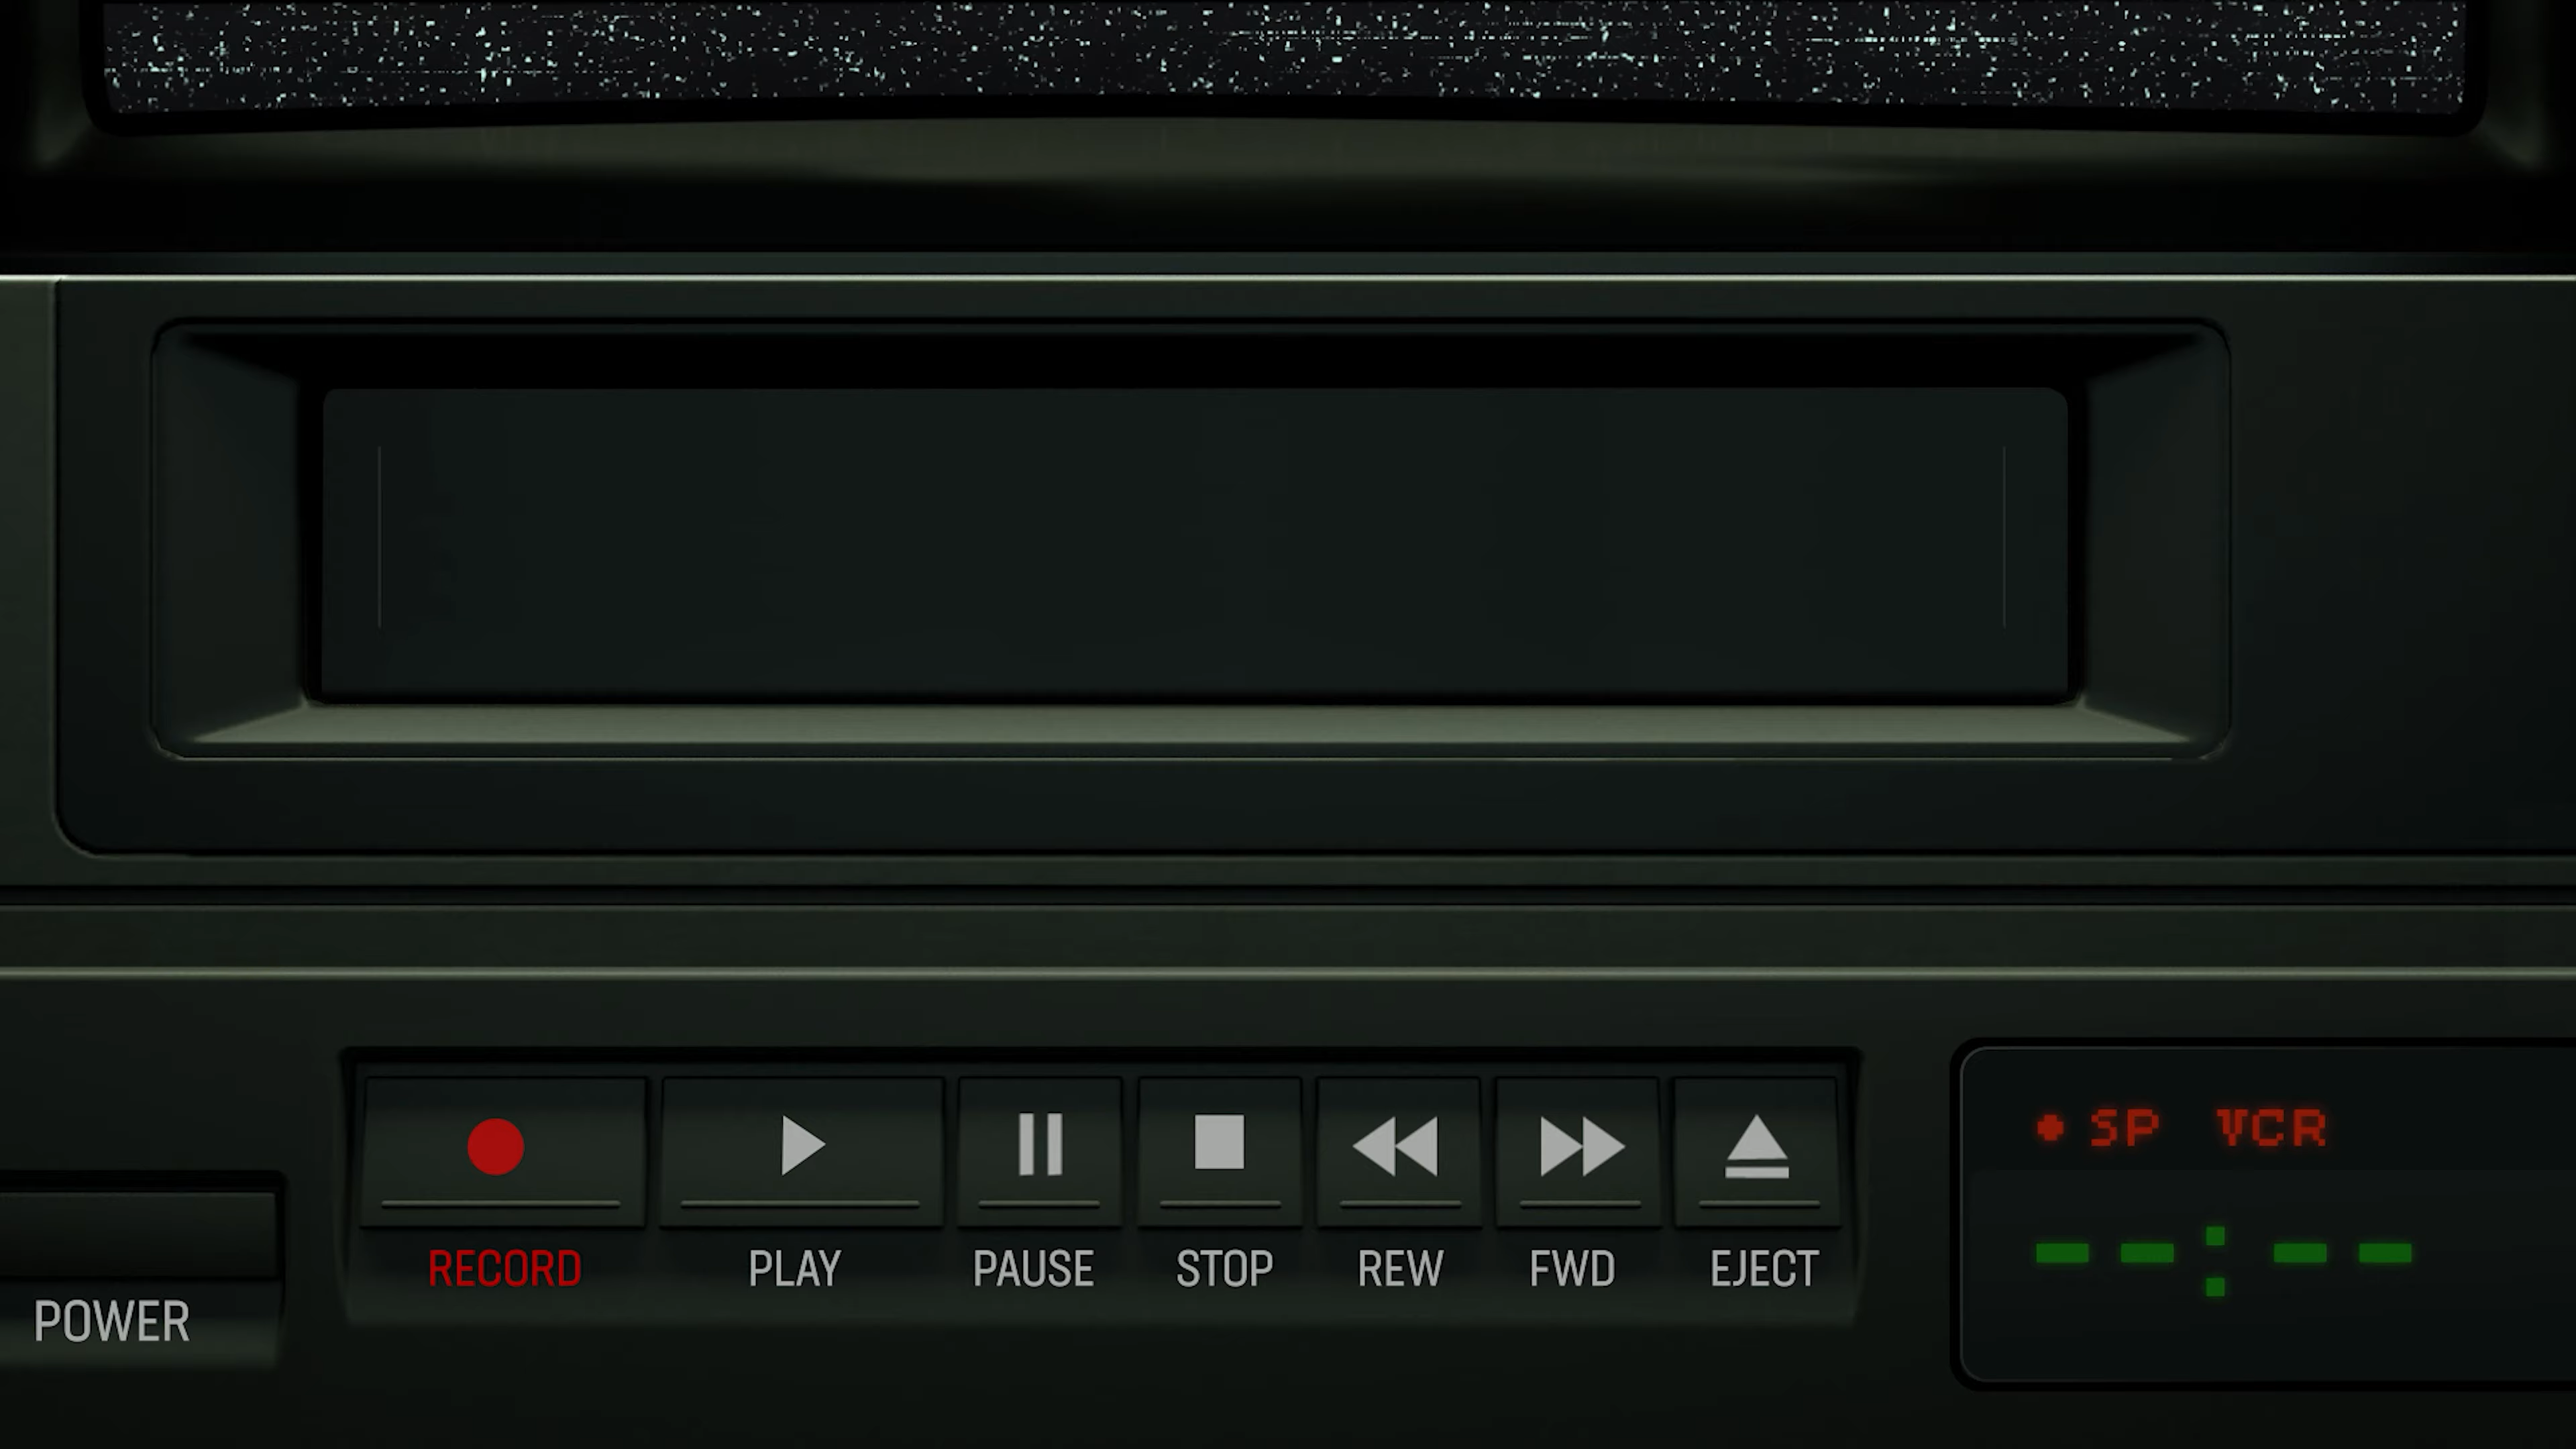 SP VCR
--:--
RECORD PLAY PAUSE STOP REW FWD EJECT
POWER